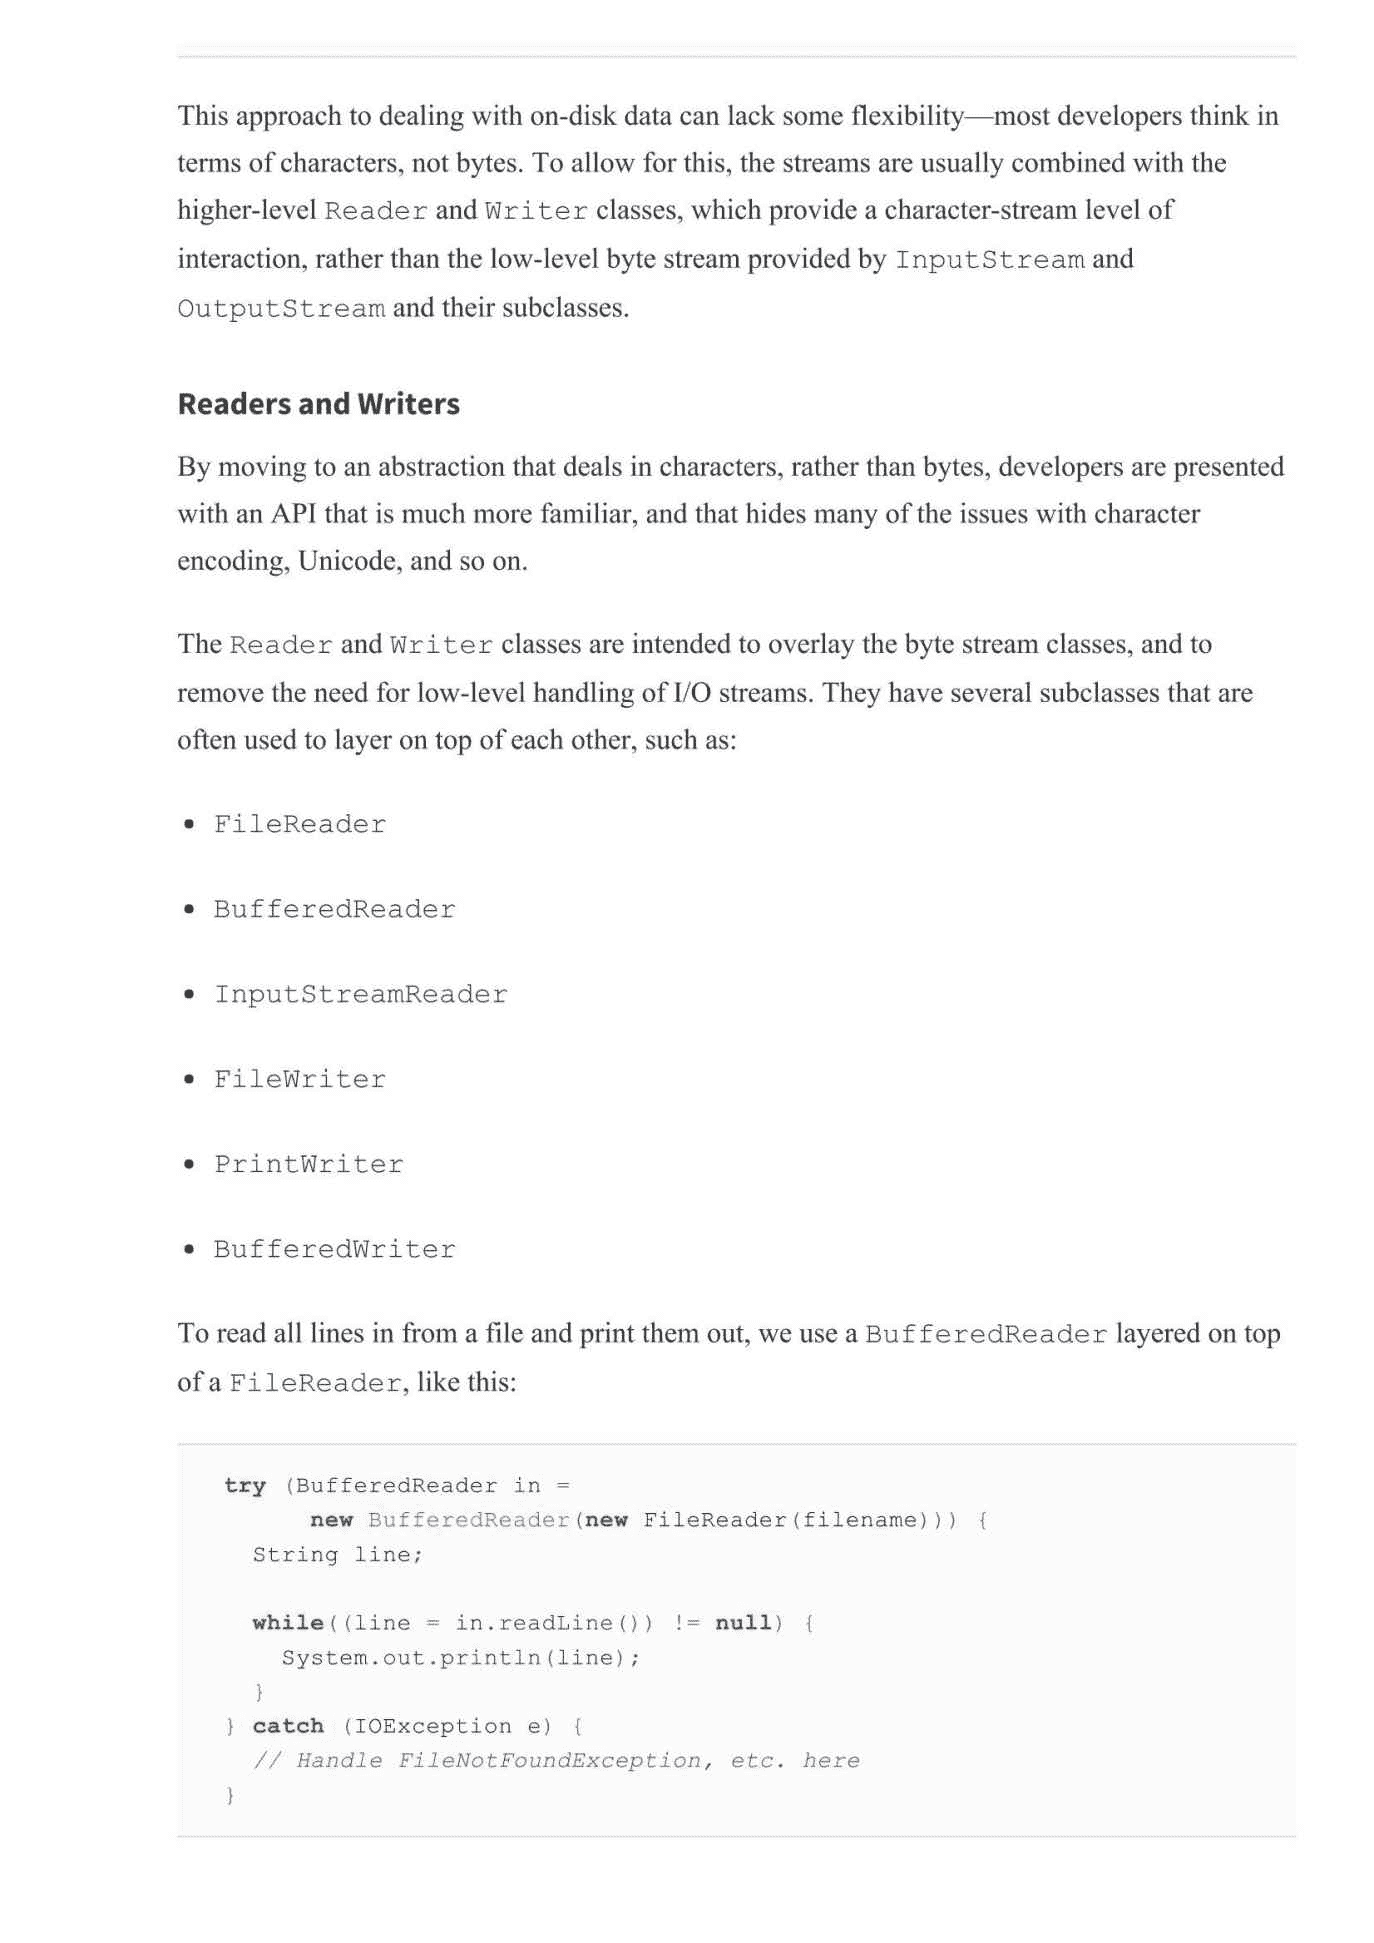 This approach to dealing with on-disk data can lack some flexibility—most developers think in
terms of characters, not bytes. To allow for this, the streams are usually combined with the
higher-level Reader and Writer classes, which provide a character-stream level of
interaction, rather than the low-level byte stream provided by InputStream and
OutputStream and their subclasses.
Readers and Writers
By moving to an abstraction that deals in characters, rather than bytes, developers are presented
with an API that is much more familiar, and that hides many of the issues with character
encoding, Unicode, and so on.
The Reader and Writer classes are intended to overlay the byte stream classes, and to
remove the need for low-level handling of I/O streams. They have several subclasses that are
often used to layer on top of each other, such as:
• FileReader
• BufferedReader
• InputStreamReader
• FileWriter
• PrintWriter
• BufferedWriter
To read all lines in from a file and print them out, we use a BufferedReader layered on top
of a FileReader, like this:
try (BufferedReader in =
      new BufferedReader(new FileReader(filename))) {
  String line;
  while((line = in.readLine()) != null) {
    System.out.println(line);
  }
} catch (IOException e) {
  // Handle FileNotFoundException, etc. here
}